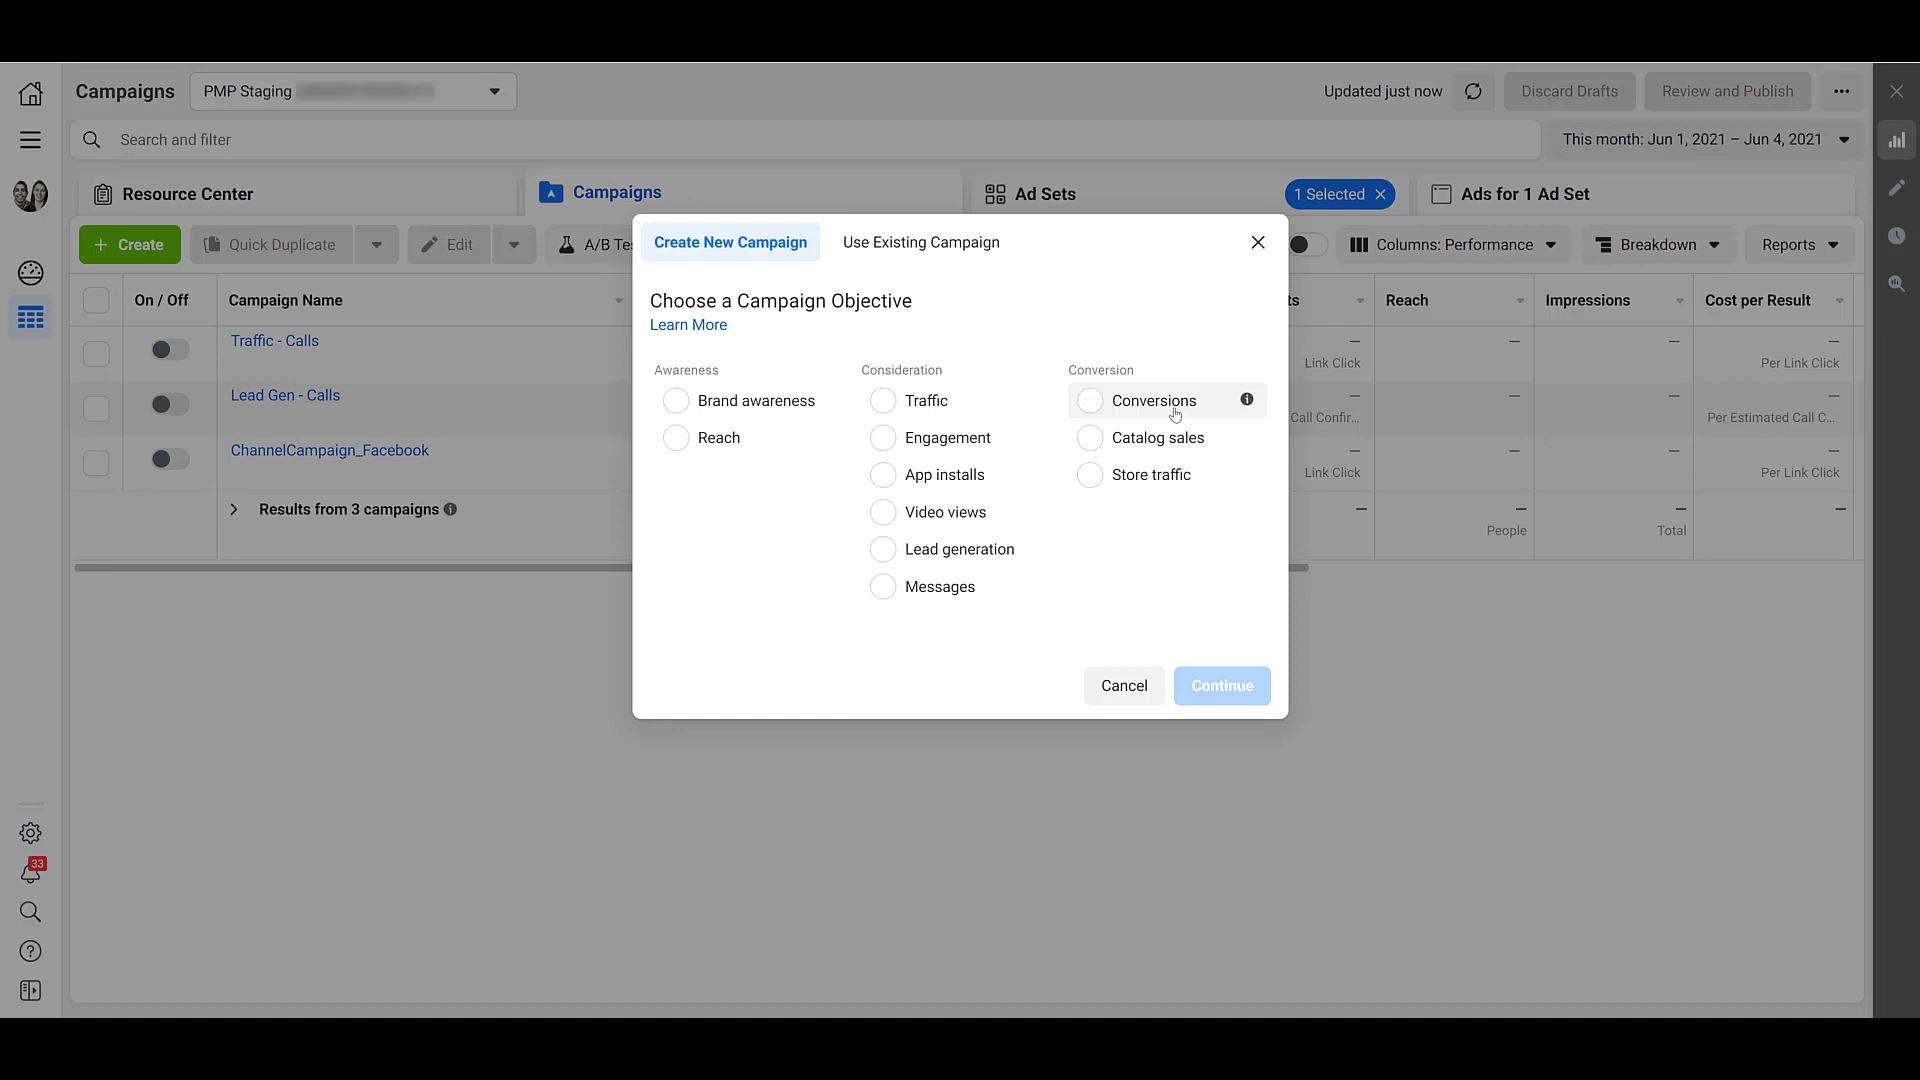 Campaigns
PMP Staging
Updated just now
Discard Drafts
Review and Publish
Search and filter
This month: Jun 1, 2021 – Jun 4, 2021
Resource Center
Campaigns
Ad Sets
1 Selected
Ads for 1 Ad Set
+ Create
Quick Duplicate
Edit
A/B Te
Columns: Performance
Breakdown
Reports
Create New Campaign
Use Existing Campaign
On / Off
Campaign Name
ts
Reach
Impressions
Cost per Result
Choose a Campaign Objective
Learn More
Traffic - Calls
—
—
—
—
Link Click
Per Link Click
Awareness
Consideration
Conversion
Lead Gen - Calls
Brand awareness
Traffic
Conversions
—
—
—
—
Call Confir...
Per Estimated Call C...
Reach
Engagement
Catalog sales
ChannelCampaign_Facebook
—
—
—
—
Link Click
Per Link Click
App installs
Store traffic
Results from 3 campaigns
Video views
—
—
—
—
People
Total
Lead generation
Messages
Cancel
Continue
33